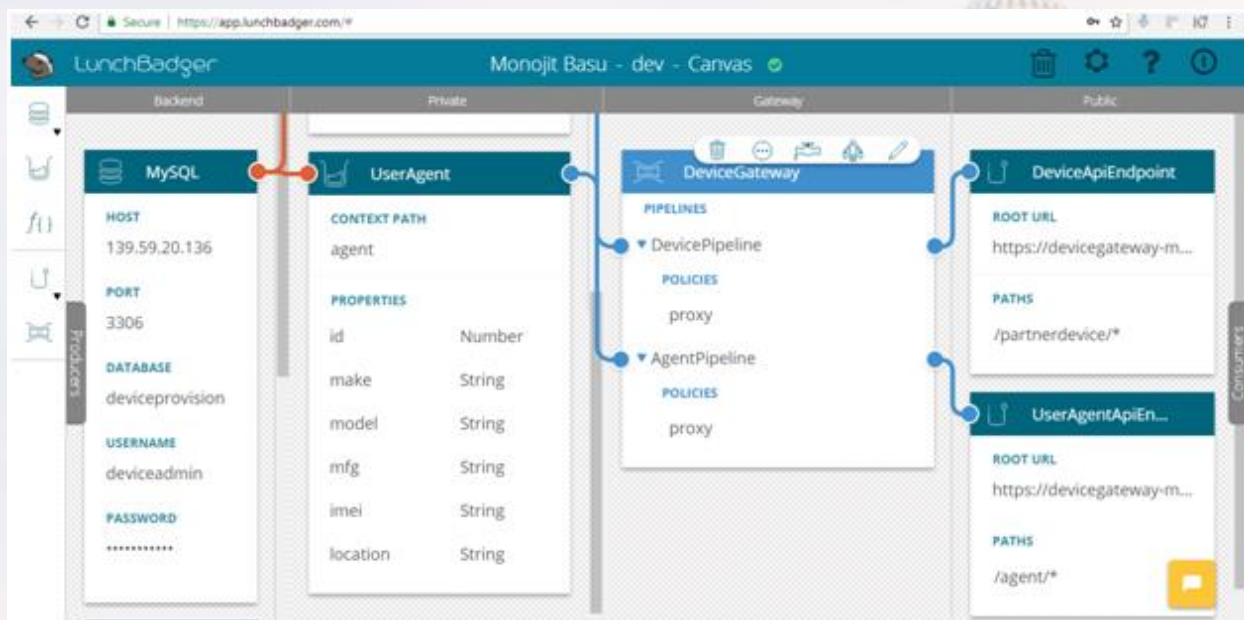 Secure | https://app.lunchbadger.com/#
LunchBadger
Monojit Basu - dev - Canvas
Backend
Private
Gateway
Public
Producers
MySQL
HOST
139.59.20.136
PORT
3306
DATABASE
deviceprovision
USERNAME
deviceadmin
PASSWORD
•••••••••••
UserAgent
CONTEXT PATH
agent
PROPERTIES
id Number
make String
model String
mfg String
imei String
location String
DeviceGateway
PIPELINES
DevicePipeline
POLICIES
proxy
AgentPipeline
POLICIES
proxy
DeviceApiEndpoint
ROOT URL
https://devicegateway-m...
PATHS
/partnerdevice/*
UserAgentApiEn...
ROOT URL
https://devicegateway-m...
PATHS
/agent/*
Consumers